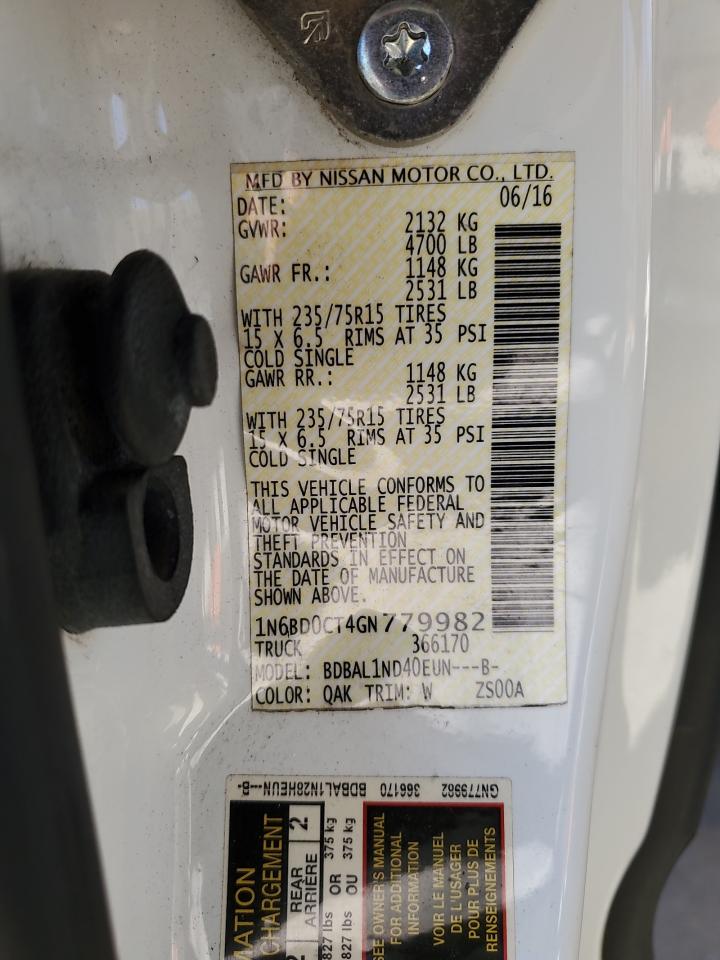 MFD BY NISSAN MOTOR CO., LTD.
DATE: 06/16
GVWR: 2132 KG
4700 LB
GAWR FR.: 1148 KG
2531 LB
WITH 235/75R15 TIRES
15 X 6.5 RIMS AT 35 PSI
COLD SINGLE
GAWR RR.: 1148 KG
2531 LB
WITH 235/75R15 TIRES
15 X 6.5 RIMS AT 35 PSI
COLD SINGLE
THIS VEHICLE CONFORMS TO
ALL APPLICABLE FEDERAL
MOTOR VEHICLE SAFETY AND
THEFT PREVENTION
STANDARDS IN EFFECT ON
THE DATE OF MANUFACTURE
SHOWN ABOVE.
1N6BD0CT4GN779982
TRUCK 366170
MODEL: BDBAL1ND40EUN---B-
COLOR: QAK TRIM: W ZS00A
GN779982 366170 BDBAL1N28HEUN---B-
CHARGEMENT
REAR 2
ARRIÈRE
827 lbs OR 375 kg
827 lbs OU 375 kg
SEE OWNER'S MANUAL
FOR ADDITIONAL
INFORMATION
VOIR LE MANUEL
DE L'USAGER
POUR PLUS DE
RENSEIGNEMENTS